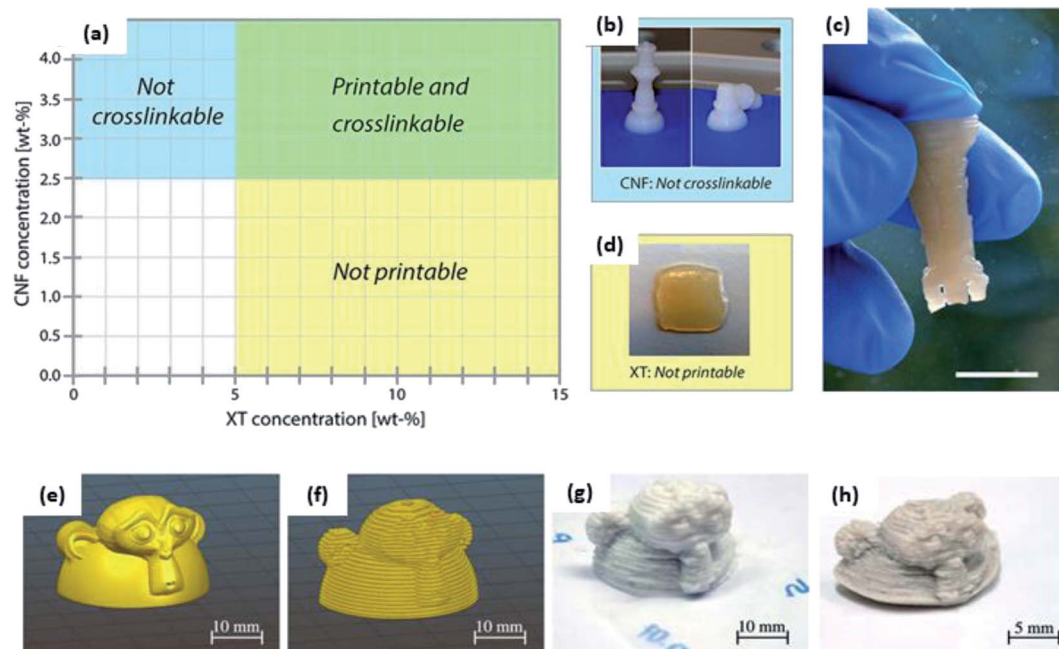 (a)
CNF concentration [wt-%]
4.0
3.5
3.0
2.5
2.0
1.5
1.0
0.5
0.0
Not
crosslinkable
Printable and
crosslinkable
Not printable
0
5
10
15
XT concentration [wt-%]
(b)
CNF: Not crosslinkable
(c)
(d)
XT: Not printable
(e)
10 mm
(f)
10 mm
(g)
10 mm
(h)
5 mm